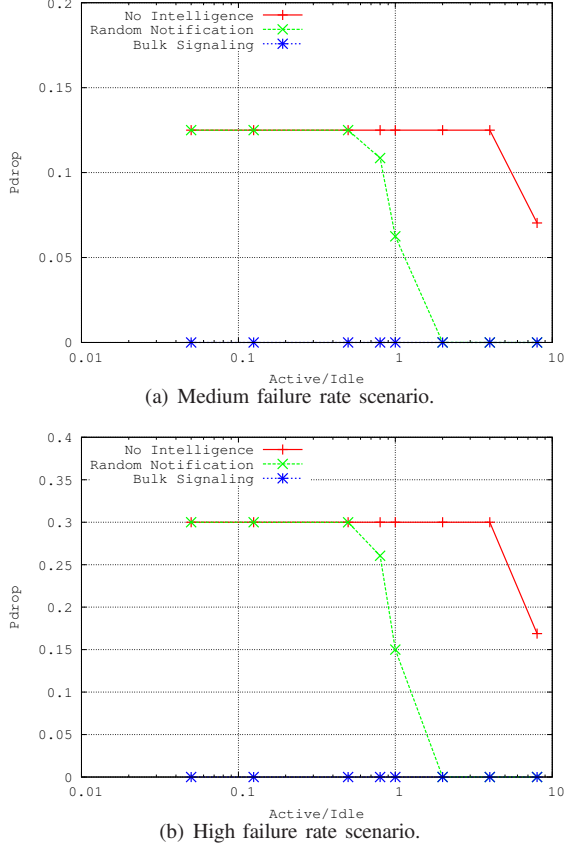 0.2
No Intelligence
Random Notification
Bulk Signaling
0.15
0.1
0.05
0
Pdrop
0.01 0.1 1 10
Active/Idle
(a) Medium failure rate scenario.
0.4
No Intelligence
Random Notification
Bulk Signaling
0.35
0.3
0.25
0.2
0.15
0.1
0.05
0
Pdrop
0.01 0.1 1 10
Active/Idle
(b) High failure rate scenario.